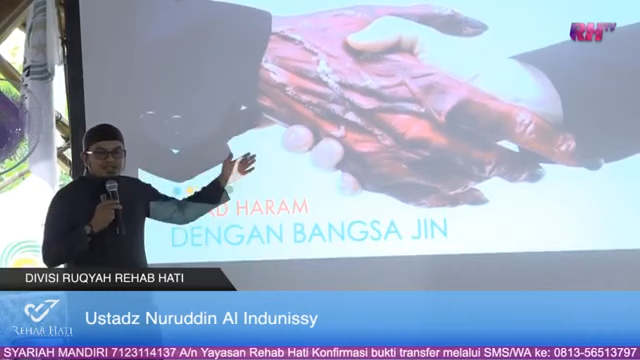 RH TV
HARAM
DENGAN BANGSA JIN
DIVISI RUQYAH REHAB HATI
REHAB HATI
Ustadz Nuruddin Al Indunissy
SYARIAH MANDIRI 7123114137 A/n Yayasan Rehab Hati Konfirmasi bukti transfer melalui SMS/WA ke: 0813-56513797